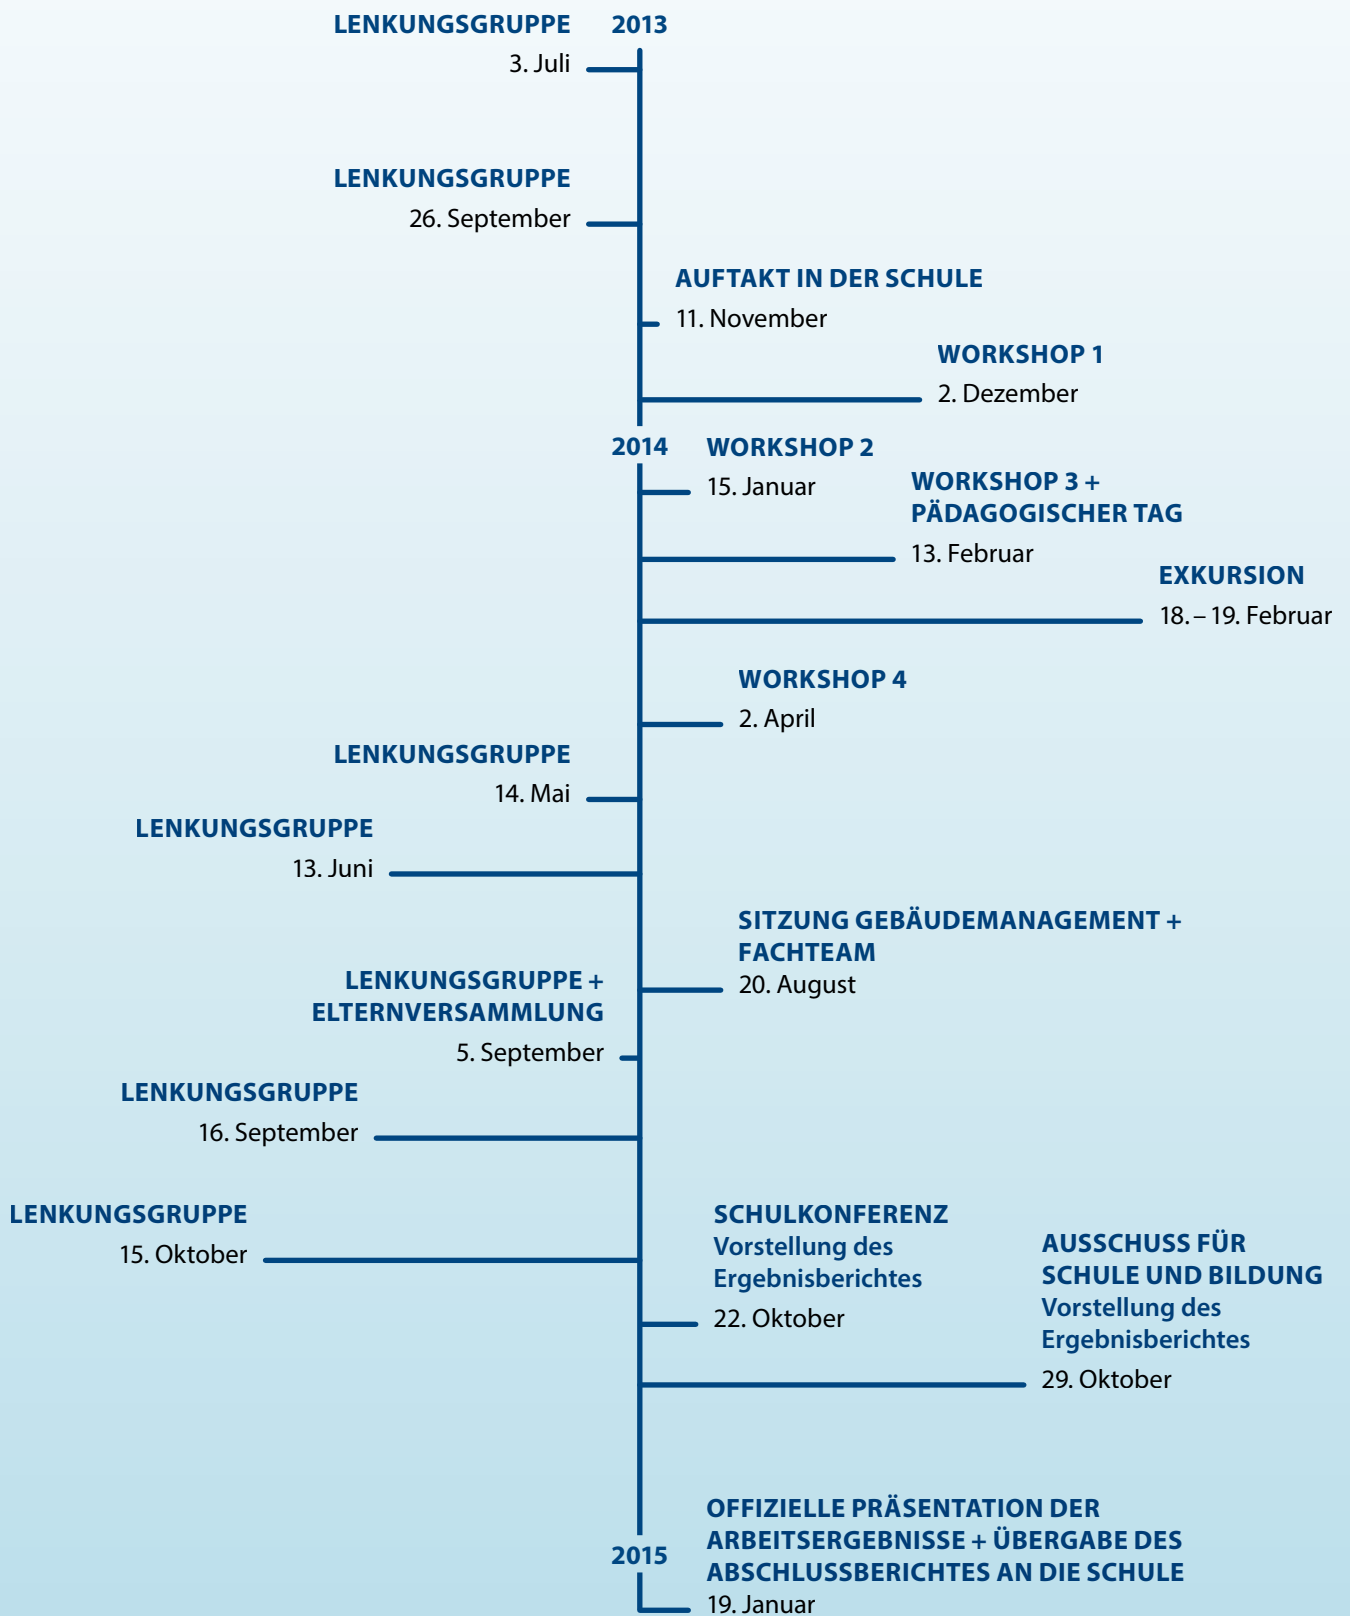 LENKUNGSGRUPPE
2013
3. Juli
LENKUNGSGRUPPE
26. September
AUFTAKT IN DER SCHULE
11. November
WORKSHOP 1
2. Dezember
2014
WORKSHOP 2
15. Januar
WORKSHOP 3 +
PÄDAGOGISCHER TAG
13. Februar
EXKURSION
18. – 19. Februar
WORKSHOP 4
2. April
LENKUNGSGRUPPE
14. Mai
LENKUNGSGRUPPE
13. Juni
SITZUNG GEBÄUDEMANAGEMENT +
FACHTEAM
20. August
LENKUNGSGRUPPE +
ELTERNVERSAMMLUNG
5. September
LENKUNGSGRUPPE
16. September
LENKUNGSGRUPPE
15. Oktober
SCHULKONFERENZ
Vorstellung des
Ergebnisberichtes
22. Oktober
AUSSCHUSS FÜR
SCHULE UND BILDUNG
Vorstellung des
Ergebnisberichtes
29. Oktober
2015
OFFIZIELLE PRÄSENTATION DER
ARBEITSERGEBNISSE + ÜBERGABE DES
ABSCHLUSSBERICHTES AN DIE SCHULE
19. Januar